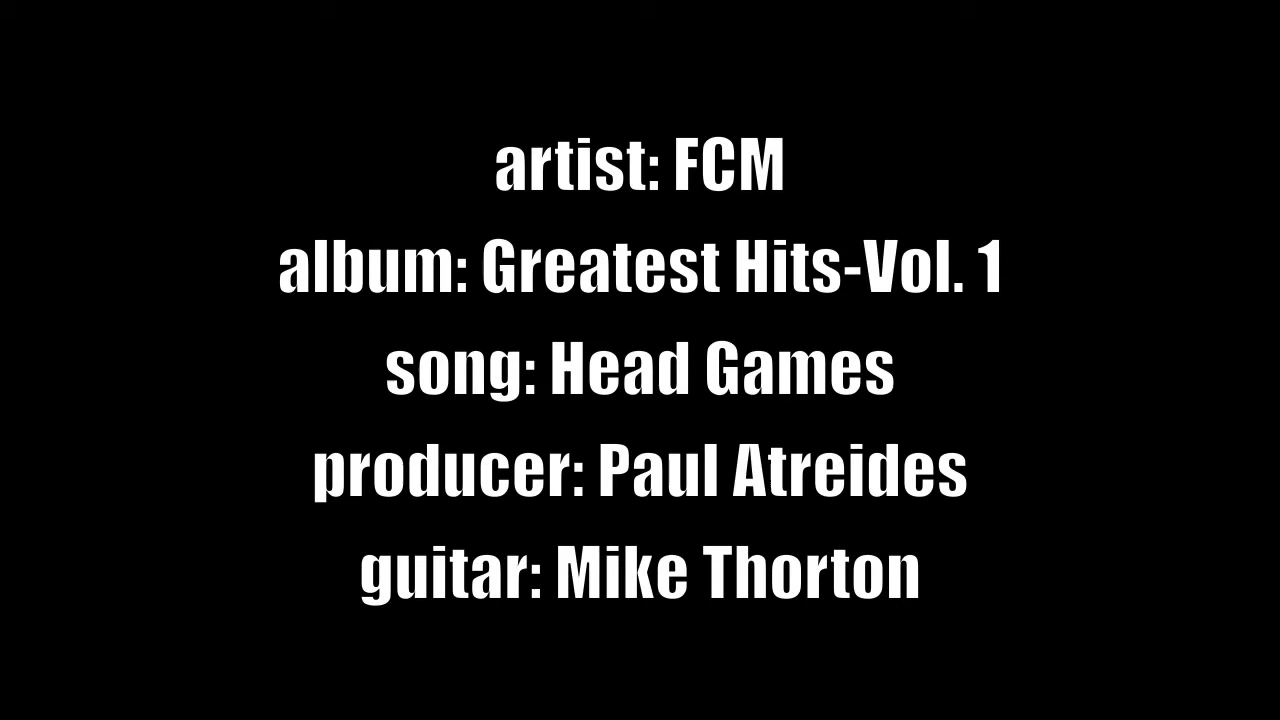 artist: FCM
album: Greatest Hits-Vol. 1
song: Head Games
producer: Paul Atreides
guitar: Mike Thorton